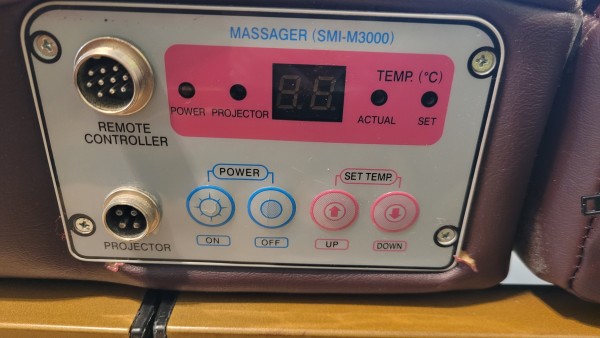 MASSAGER (SMI-M3000)
TEMP. (°C)
POWER PROJECTOR
ACTUAL SET
REMOTE
CONTROLLER
POWER
SET TEMP.
ON OFF UP DOWN
PROJECTOR